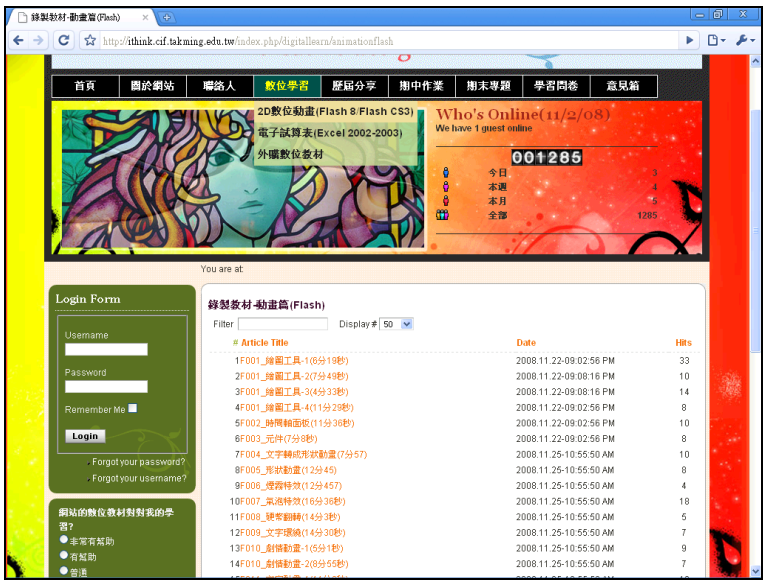 錄製教材-動畫篇(Flash)
http://ithink.cif.takming.edu.tw/index.php/digitallearn/animationflash
首頁 關於網站 聯絡人 數位學習 歷屆分享 期中作業 期末專題 學習問卷 意見箱
2D數位動畫(Flash 8/Flash CS3)
電子試算表(Excel 2002-2003)
外曠數位教材
Who's Online(11/2/08)
We have 1 guest online
001285
今日 3
本週 4
本月 5
全部 1285
You are at:
Login Form
Username
Password
Remember Me
Login
Forgot your password?
Forgot your username?
網站的數位教材對對我的學
習?
非常有幫助
有幫助
普通
錄製教材-動畫篇(Flash)
Filter Display # 50
# Article Title Date Hits
1 F001_繪圖工具-1(6分19秒) 2008.11.22-09:02:56 PM 33
2 F001_繪圖工具-2(7分49秒) 2008.11.22-09:08:16 PM 10
3 F001_繪圖工具-3(4分33秒) 2008.11.22-09:08:16 PM 14
4 F001_繪圖工具-4(11分29秒) 2008.11.22-09:02:56 PM 8
5 F002_時間軸面板(11分36秒) 2008.11.22-09:02:56 PM 10
6 F003_元件(7分8秒) 2008.11.22-09:02:56 PM 8
7 F004_文字轉成形狀動畫(7分57) 2008.11.25-10:55:50 AM 10
8 F005_形狀動畫(12分45) 2008.11.25-10:55:50 AM 8
9 F006_煙霧特效(12分457) 2008.11.25-10:55:50 AM 4
10 F007_氣泡特效(16分36秒) 2008.11.25-10:55:50 AM 18
11 F008_硬幣翻轉(14分3秒) 2008.11.25-10:55:50 AM 5
12 F009_文字環繞(14分30秒) 2008.11.25-10:55:50 AM 7
13 F010_劇情動畫-1(5分1秒) 2008.11.25-10:55:50 AM 9
14 F010_劇情動畫-2(8分55秒) 2008.11.25-10:55:50 AM 7